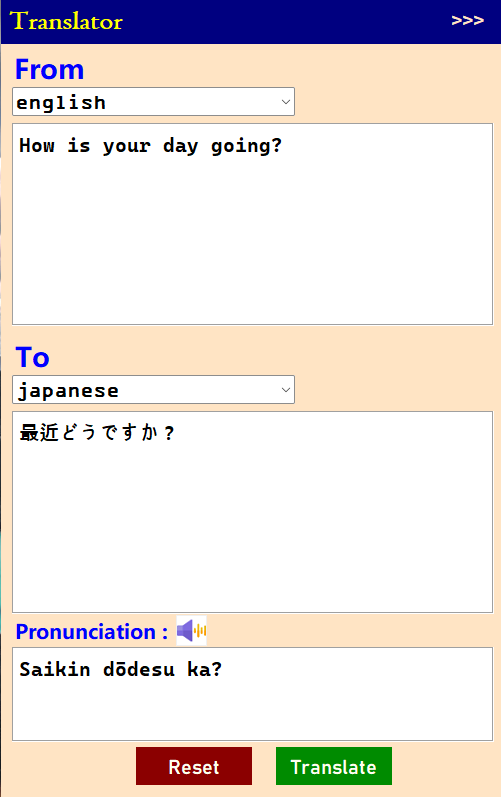 Translator >>>
From
english
How is your day going?
To
japanese
最近どうですか？
Pronunciation :
Saikin dōdesu ka?
Reset Translate